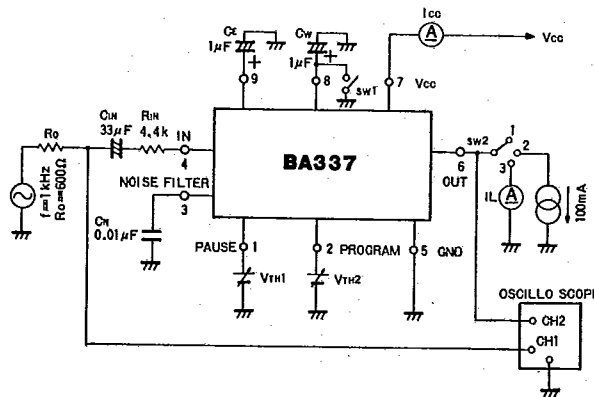 Icc
A
Vcc
Cε
1μF
+
9
Cw
1μF
+
8
SW1
7
Vcc
CIN
33μF
RIN
4.4k
IN
4
Ro
f=1kHz
Ro=600Ω
BA337
6
OUT
SW2
1
2
3
IL
A
100mA
NOISE FILTER
3
CN
0.01μF
PAUSE
1
2
PROGRAM
5
GND
VTH1
VTH2
OSCILLO SCOPE
CH2
CH1